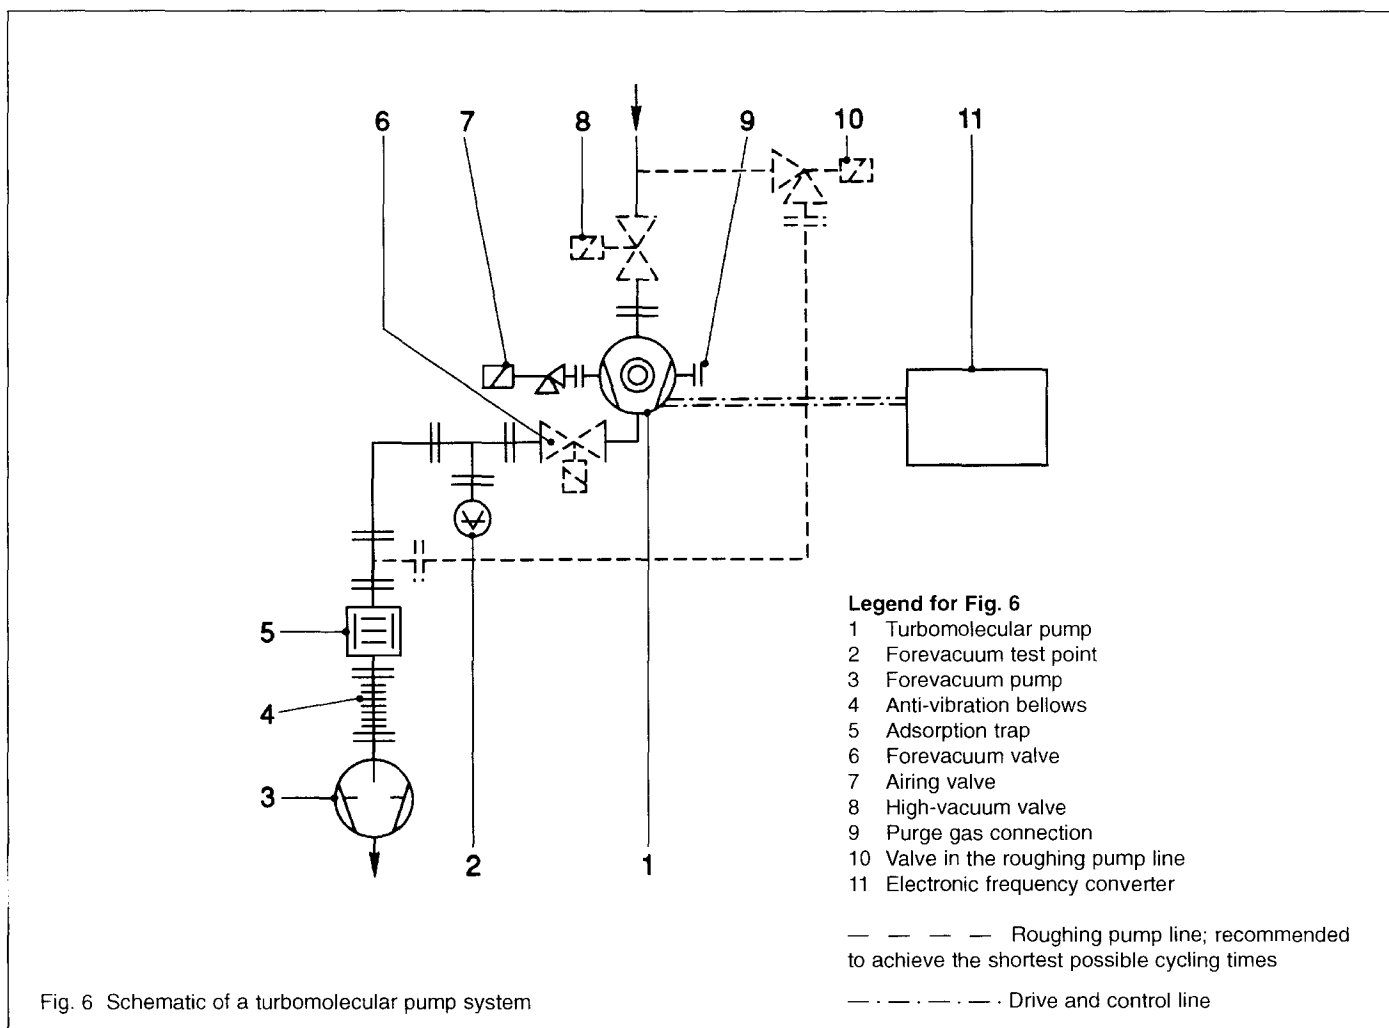 6 7 8 9 10 11
5
4
3
2 1
Legend for Fig. 6
1 Turbomolecular pump
2 Forevacuum test point
3 Forevacuum pump
4 Anti-vibration bellows
5 Adsorption trap
6 Forevacuum valve
7 Airing valve
8 High-vacuum valve
9 Purge gas connection
10 Valve in the roughing pump line
11 Electronic frequency converter
Roughing pump line; recommended
to achieve the shortest possible cycling times
Drive and control line
Fig. 6 Schematic of a turbomolecular pump system